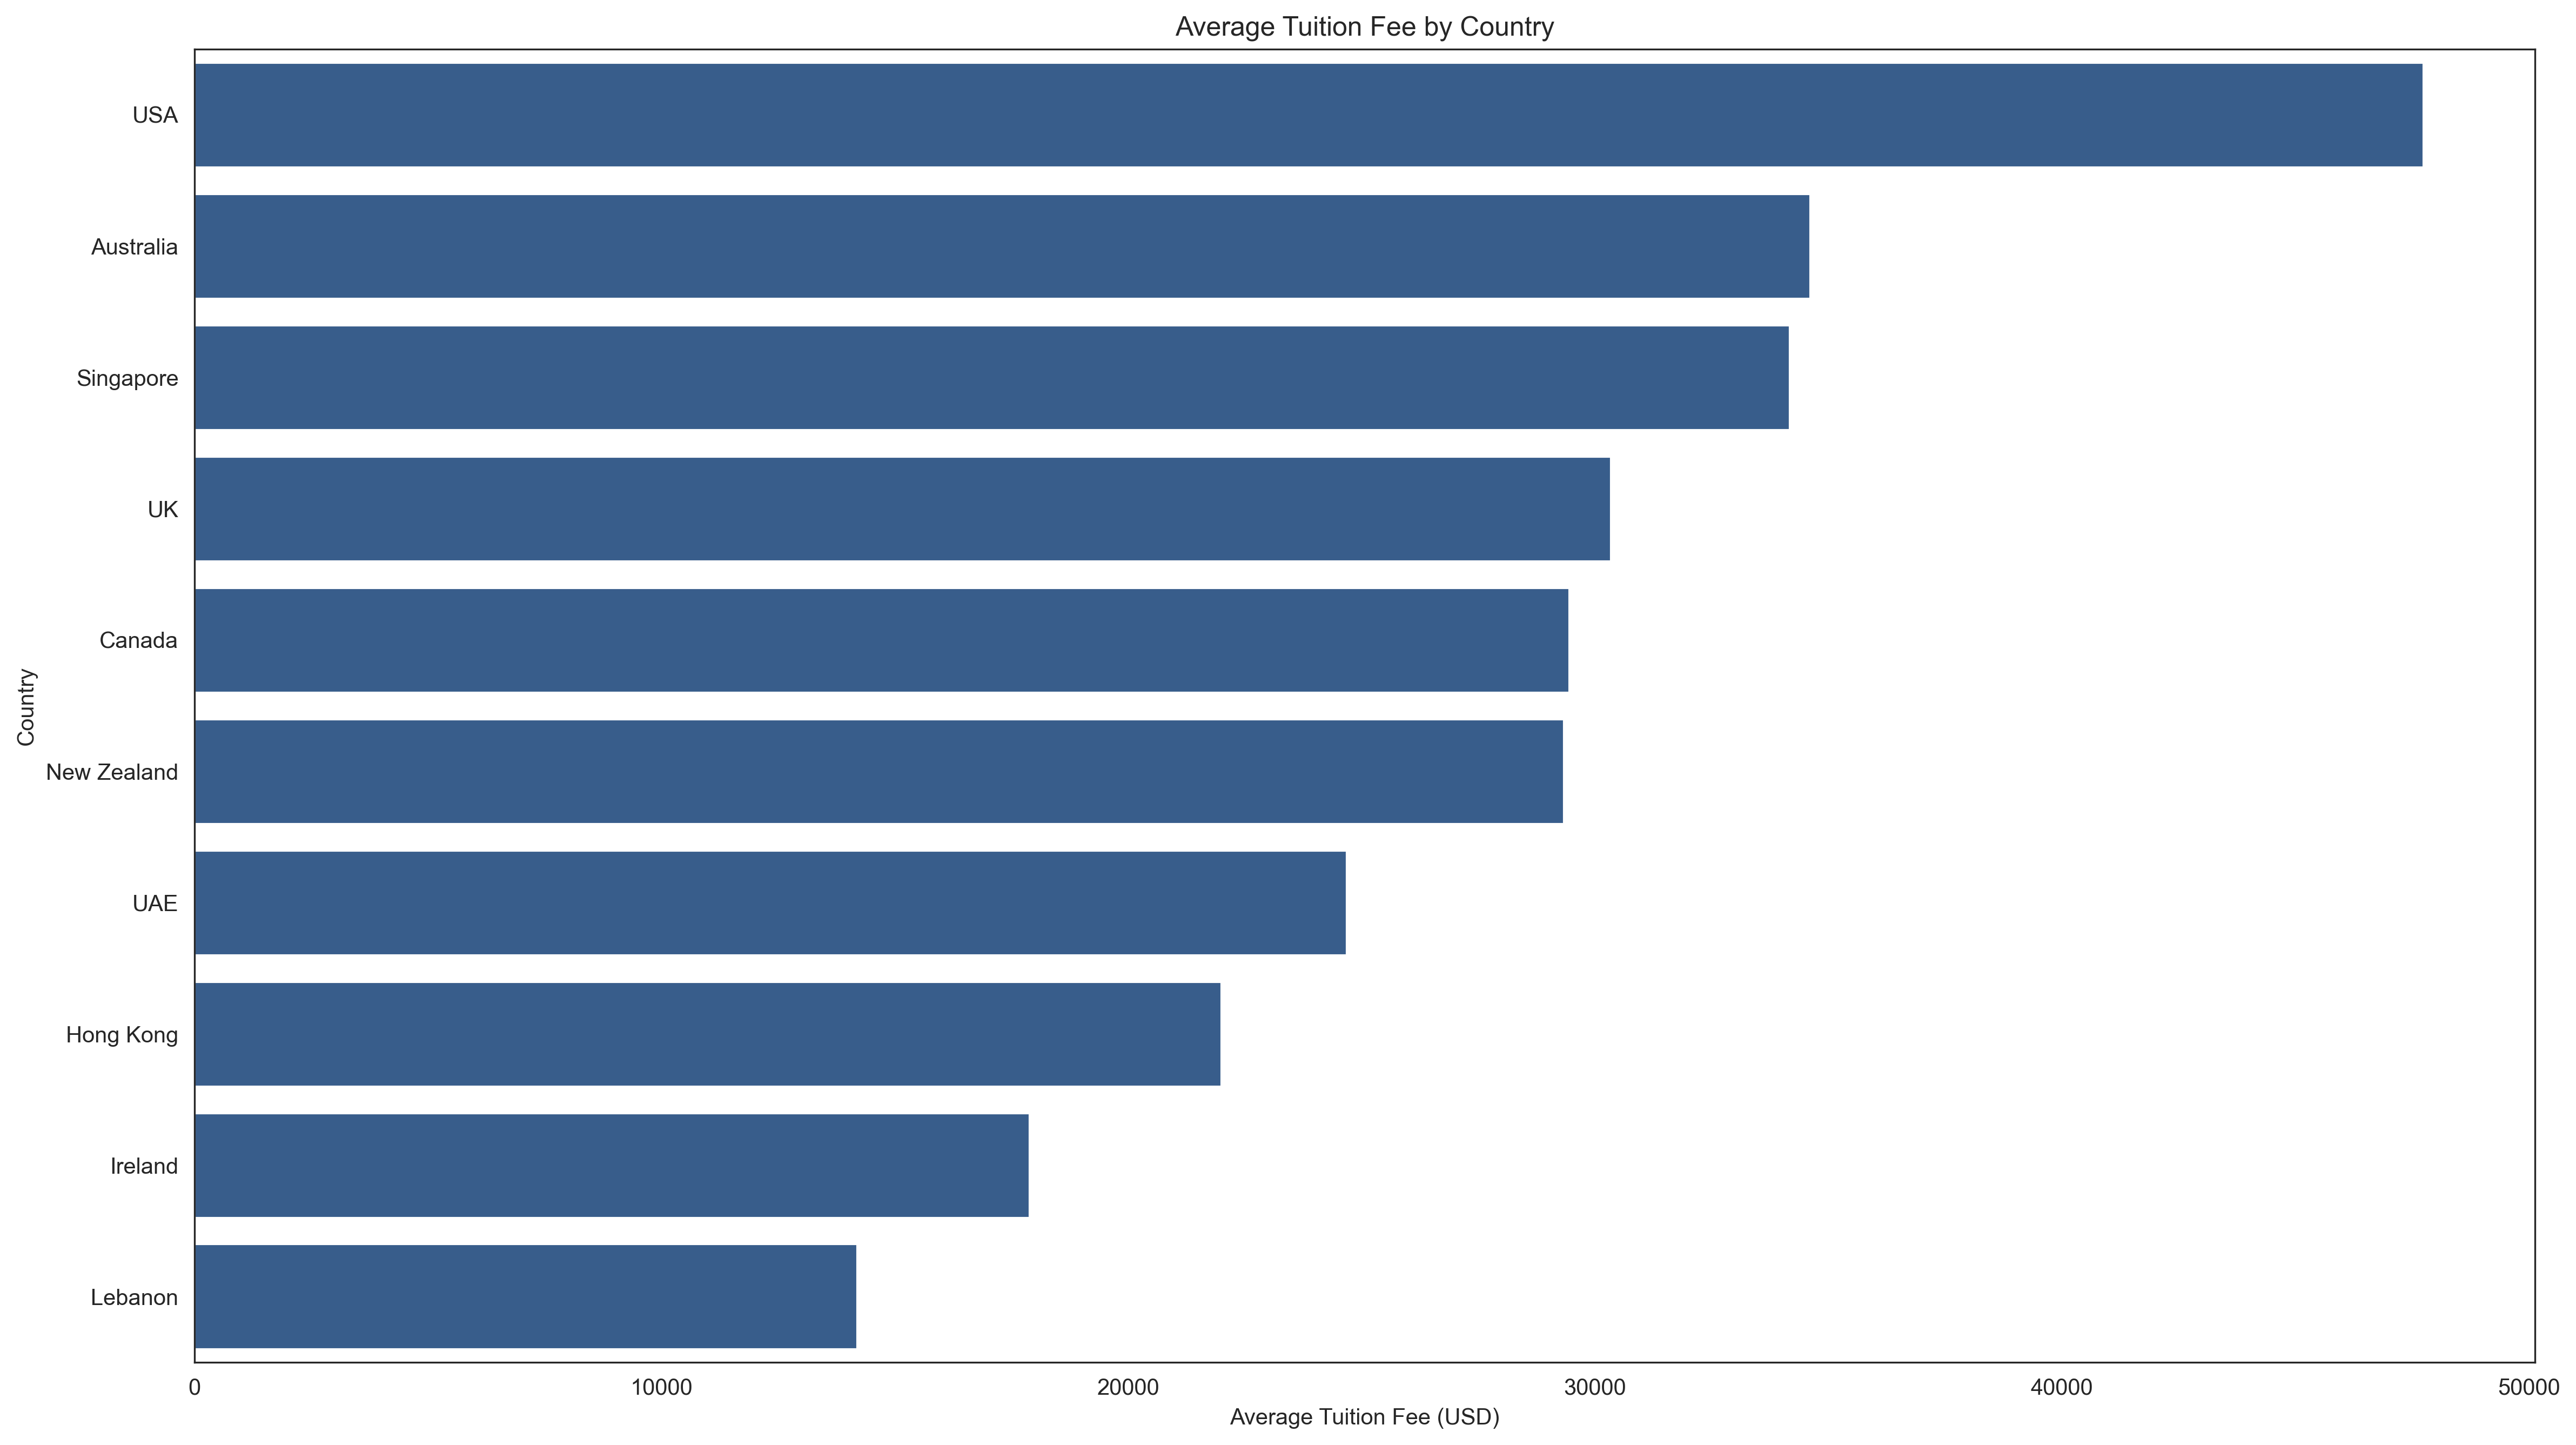 Average Tuition Fee by Country
USA
Australia
Singapore
UK
Canada
New Zealand
UAE
Hong Kong
Ireland
Lebanon
Country
0 10000 20000 30000 40000 50000
Average Tuition Fee (USD)